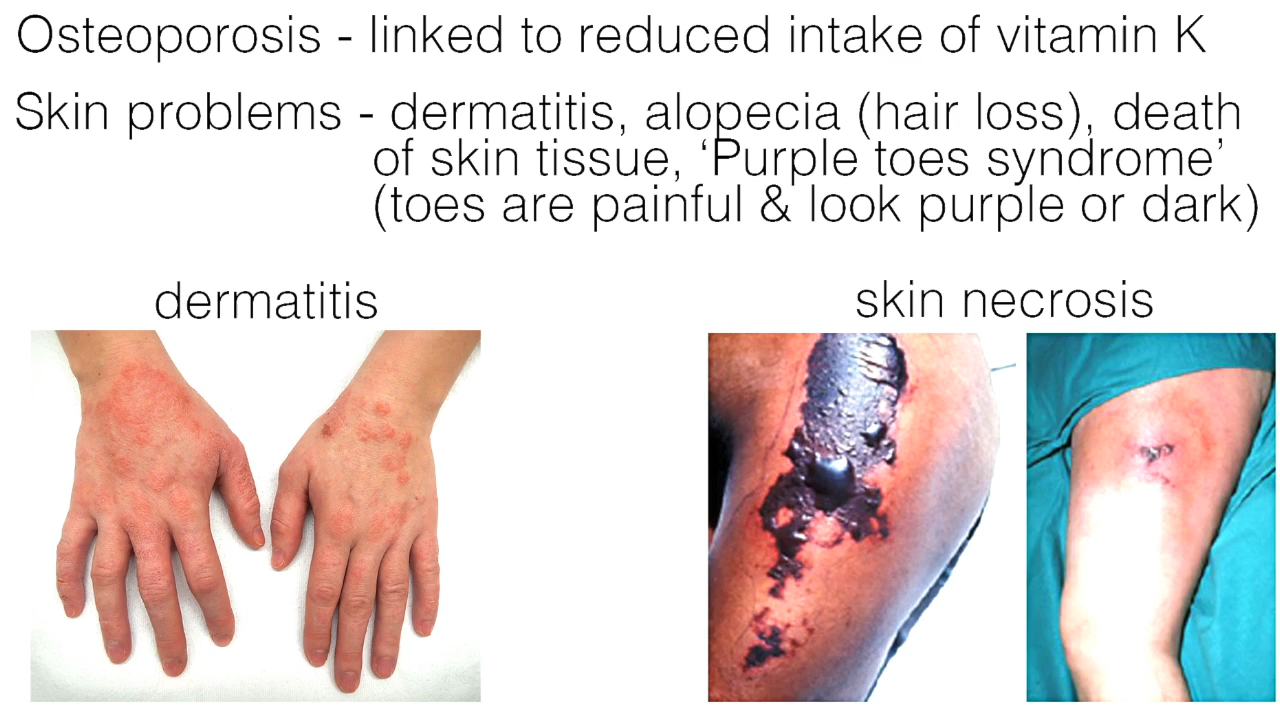 Osteoporosis - linked to reduced intake of vitamin K
Skin problems - dermatitis, alopecia (hair loss), death
of skin tissue, ‘Purple toes syndrome’
(toes are painful & look purple or dark)
dermatitis
skin necrosis